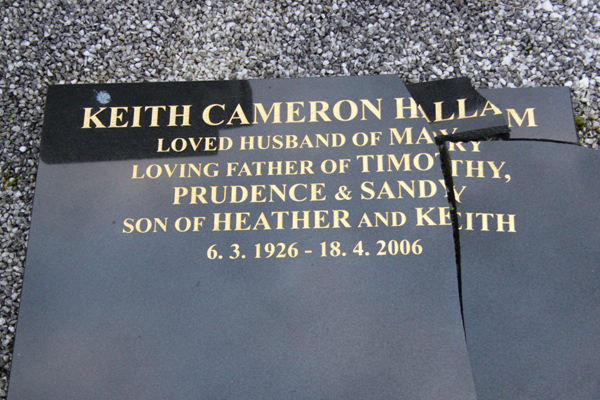 KEITH CAMERON HALLAM
LOVED HUSBAND OF MARY
LOVING FATHER OF TIMOTHY,
PRUDENCE & SANDY
SON OF HEATHER AND KEITH
6. 3. 1926 - 18. 4. 2006